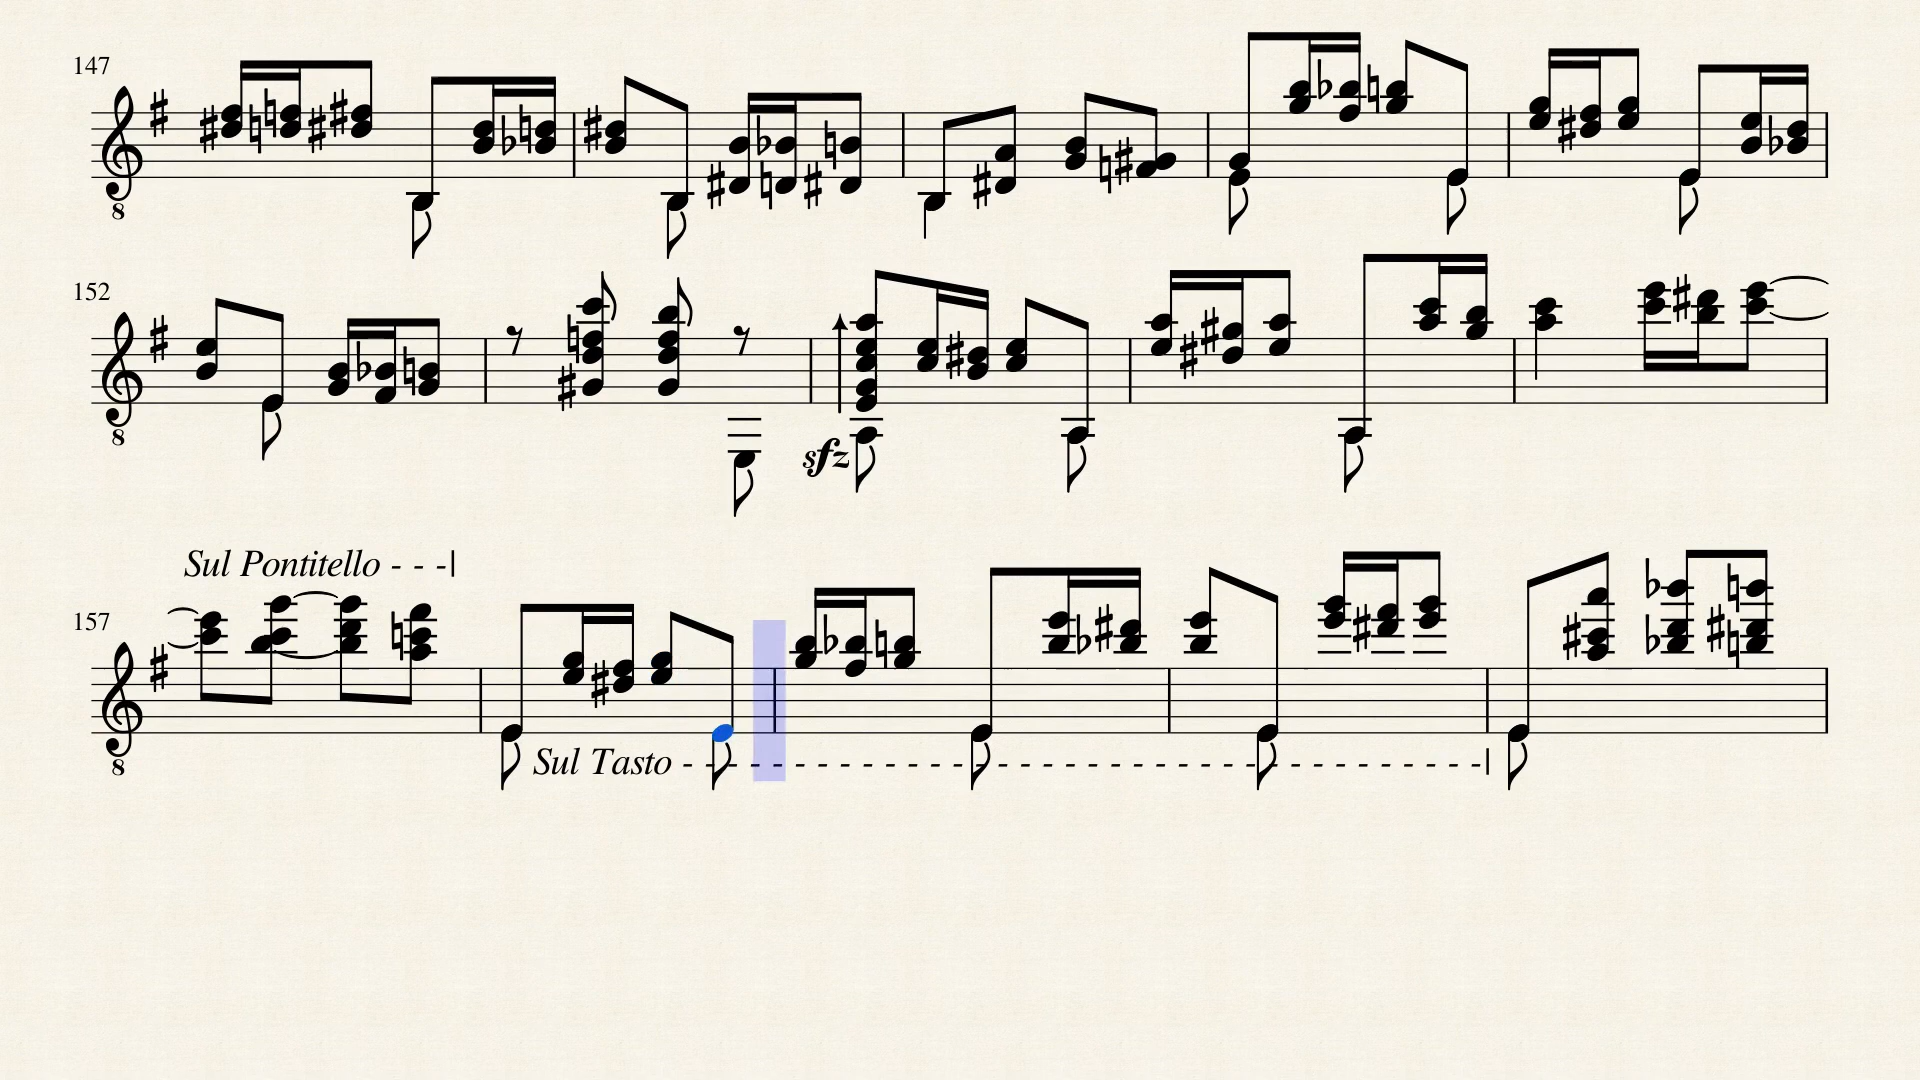 147
8
152
8
sfz
Sul Pontitello - - -|
157
8
Sul Tasto - - - - - - - - - - - - - - - - - - - - - - - - - - - - - - - - - - - - - -|